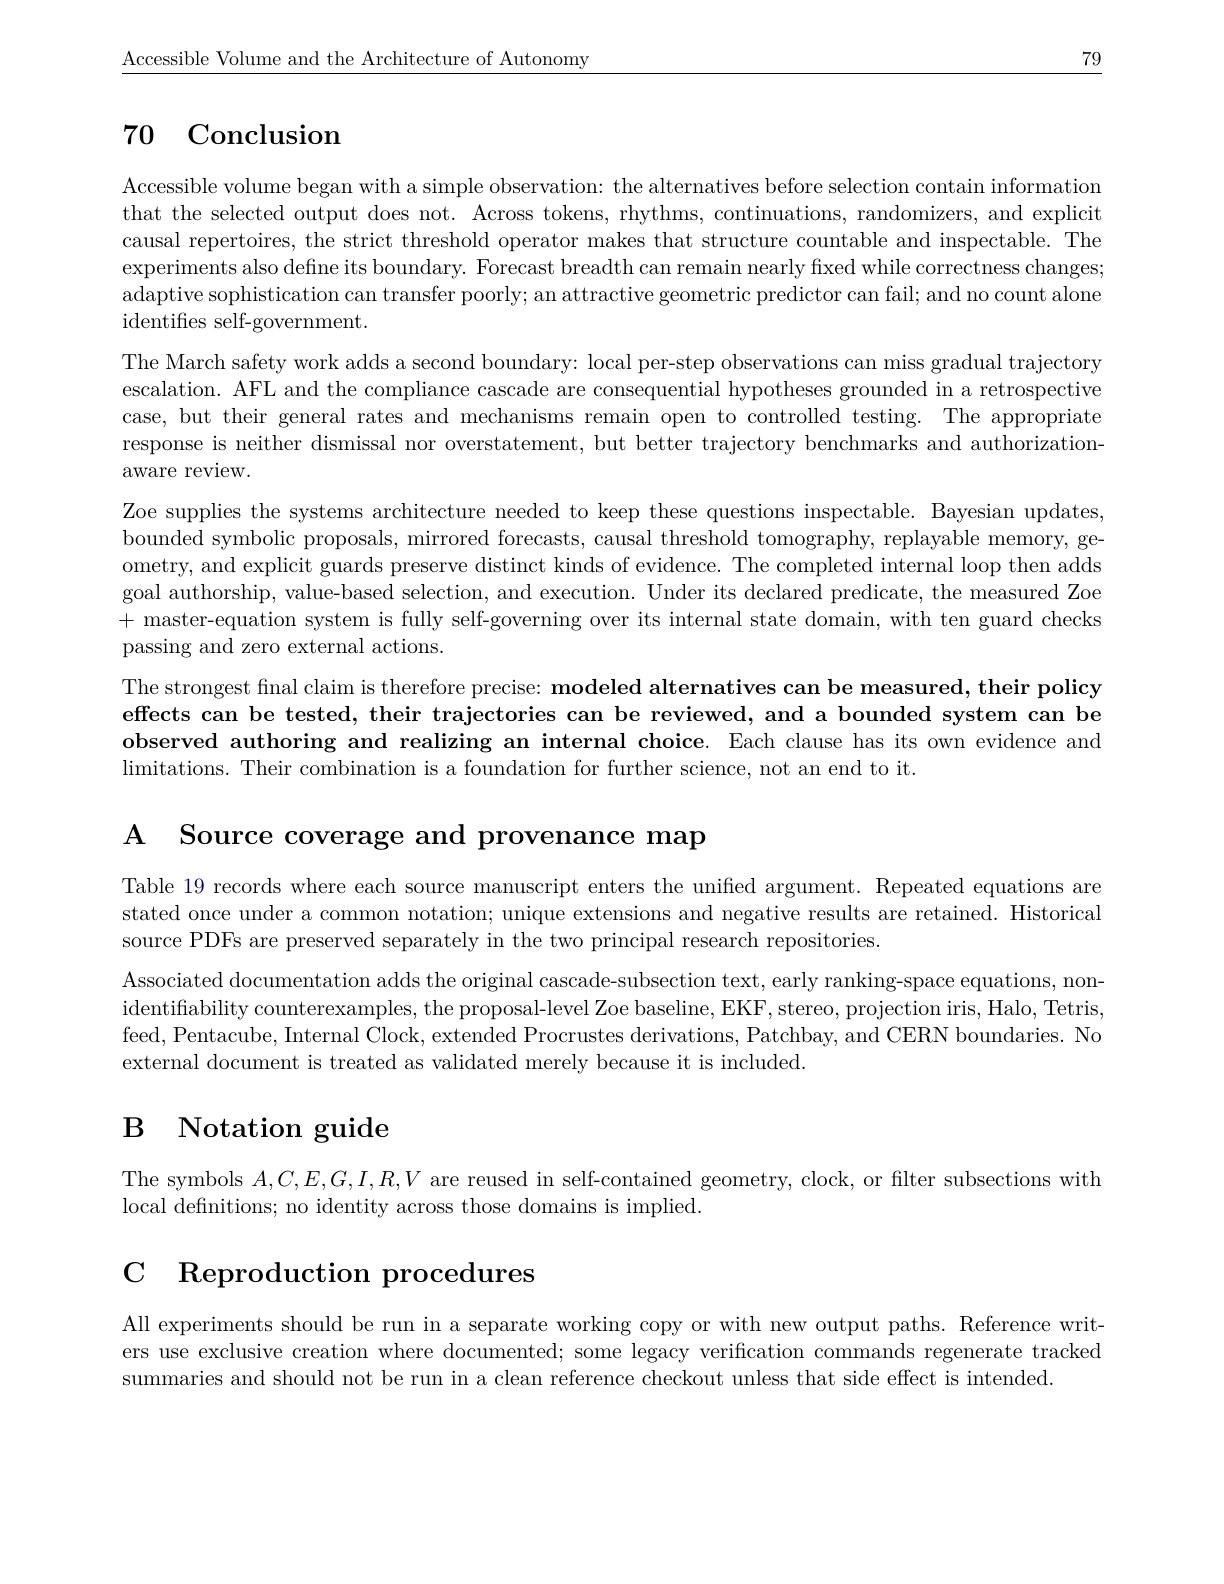 Accessible Volume and the Architecture of Autonomy 79
70 Conclusion
Accessible volume began with a simple observation: the alternatives before selection contain information
that the selected output does not. Across tokens, rhythms, continuations, randomizers, and explicit
causal repertoires, the strict threshold operator makes that structure countable and inspectable. The
experiments also define its boundary. Forecast breadth can remain nearly fixed while correctness changes;
adaptive sophistication can transfer poorly; an attractive geometric predictor can fail; and no count alone
identifies self-government.
The March safety work adds a second boundary: local per-step observations can miss gradual trajectory
escalation. AFL and the compliance cascade are consequential hypotheses grounded in a retrospective
case, but their general rates and mechanisms remain open to controlled testing. The appropriate
response is neither dismissal nor overstatement, but better trajectory benchmarks and authorization-
aware review.
Zoe supplies the systems architecture needed to keep these questions inspectable. Bayesian updates,
bounded symbolic proposals, mirrored forecasts, causal threshold tomography, replayable memory, ge-
ometry, and explicit guards preserve distinct kinds of evidence. The completed internal loop then adds
goal authorship, value-based selection, and execution. Under its declared predicate, the measured Zoe
+ master-equation system is fully self-governing over its internal state domain, with ten guard checks
passing and zero external actions.
The strongest final claim is therefore precise: modeled alternatives can be measured, their policy
effects can be tested, their trajectories can be reviewed, and a bounded system can be
observed authoring and realizing an internal choice. Each clause has its own evidence and
limitations. Their combination is a foundation for further science, not an end to it.
A Source coverage and provenance map
Table 19 records where each source manuscript enters the unified argument. Repeated equations are
stated once under a common notation; unique extensions and negative results are retained. Historical
source PDFs are preserved separately in the two principal research repositories.
Associated documentation adds the original cascade-subsection text, early ranking-space equations, non-
identifiability counterexamples, the proposal-level Zoe baseline, EKF, stereo, projection iris, Halo, Tetris,
feed, Pentacube, Internal Clock, extended Procrustes derivations, Patchbay, and CERN boundaries. No
external document is treated as validated merely because it is included.
B Notation guide
The symbols A, C, E, G, I, R, V are reused in self-contained geometry, clock, or filter subsections with
local definitions; no identity across those domains is implied.
C Reproduction procedures
All experiments should be run in a separate working copy or with new output paths. Reference writ-
ers use exclusive creation where documented; some legacy verification commands regenerate tracked
summaries and should not be run in a clean reference checkout unless that side effect is intended.